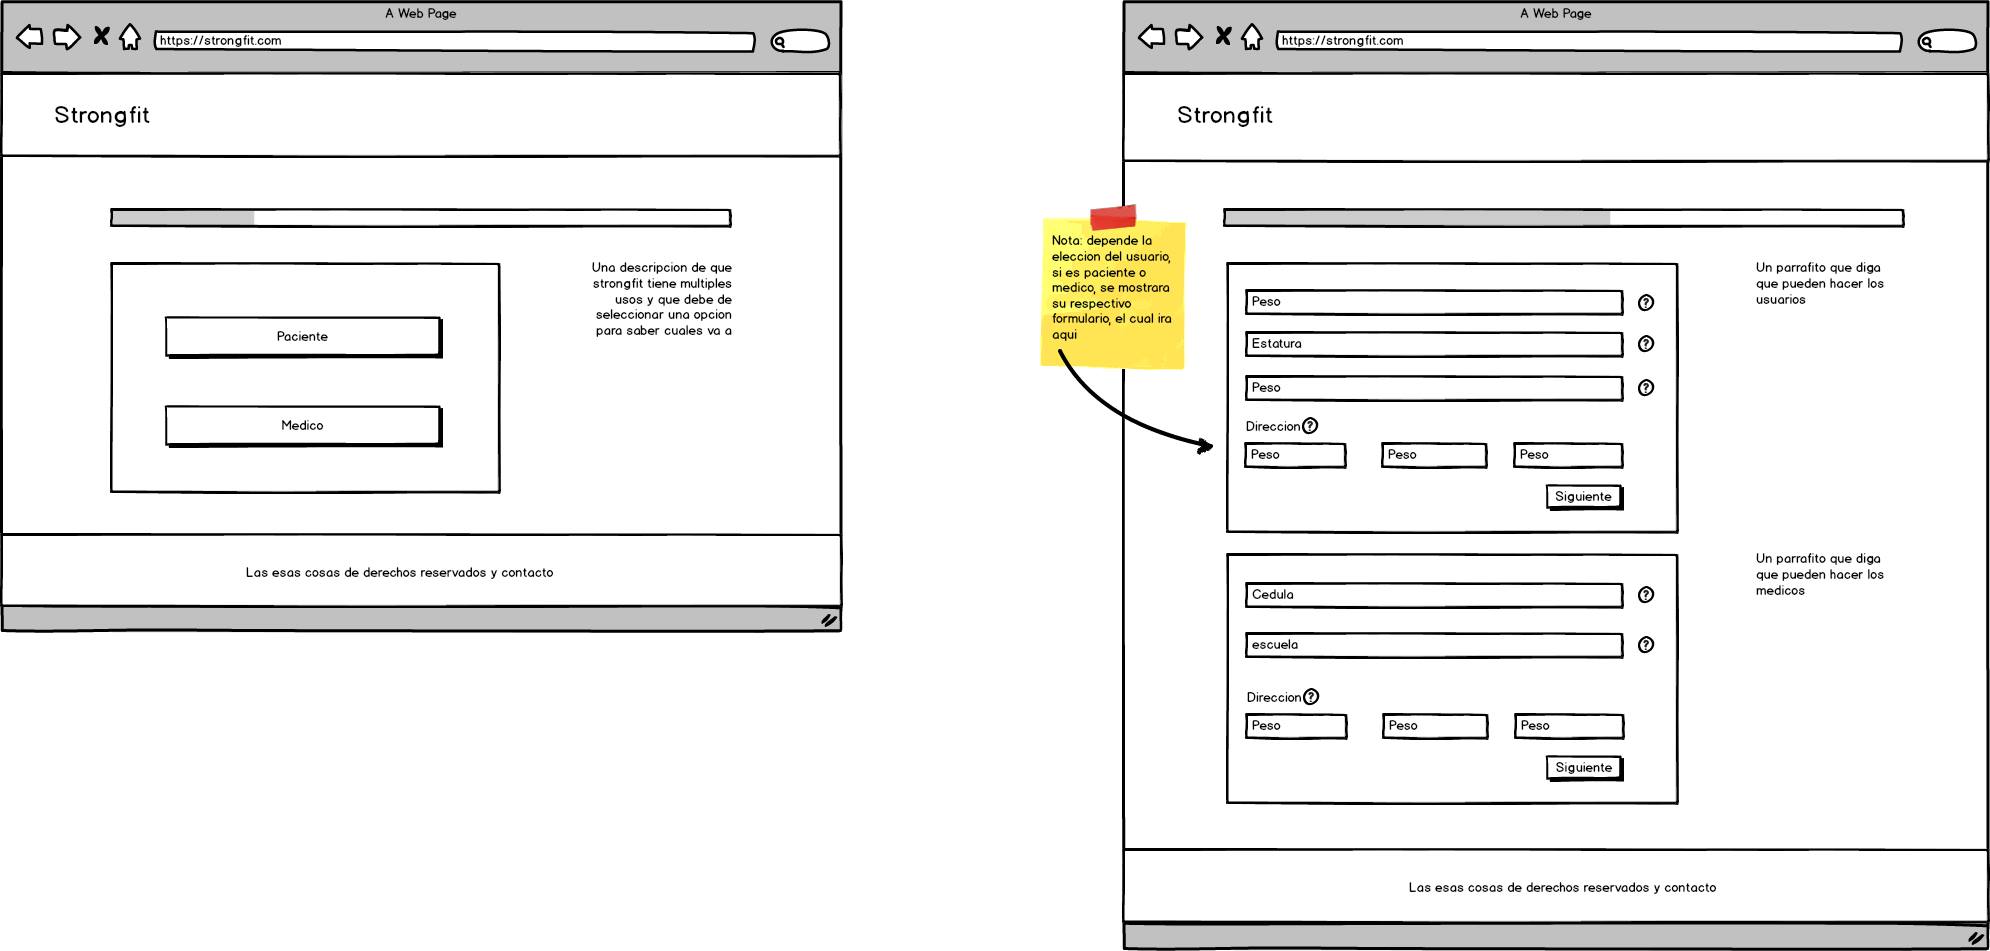 A Web Page
https://strongfit.com
Strongfit
Paciente
Medico
Una descripcion de que
strongfit tiene multiples
usos y que debe de
seleccionar una opcion
para saber cuales va a
Las esas cosas de derechos reservados y contacto
A Web Page
https://strongfit.com
Strongfit
Nota: depende la
eleccion del usuario,
si es paciente o
medico, se mostrara
su respectivo
formulario, el cual ira
aqui
Peso ?
Estatura ?
Peso ?
Direccion ?
Peso Peso Peso
Siguiente
Un parrafito que diga
que pueden hacer los
usuarios
Cedula ?
escuela ?
Direccion ?
Peso Peso Peso
Siguiente
Un parrafito que diga
que pueden hacer los
medicos
Las esas cosas de derechos reservados y contacto